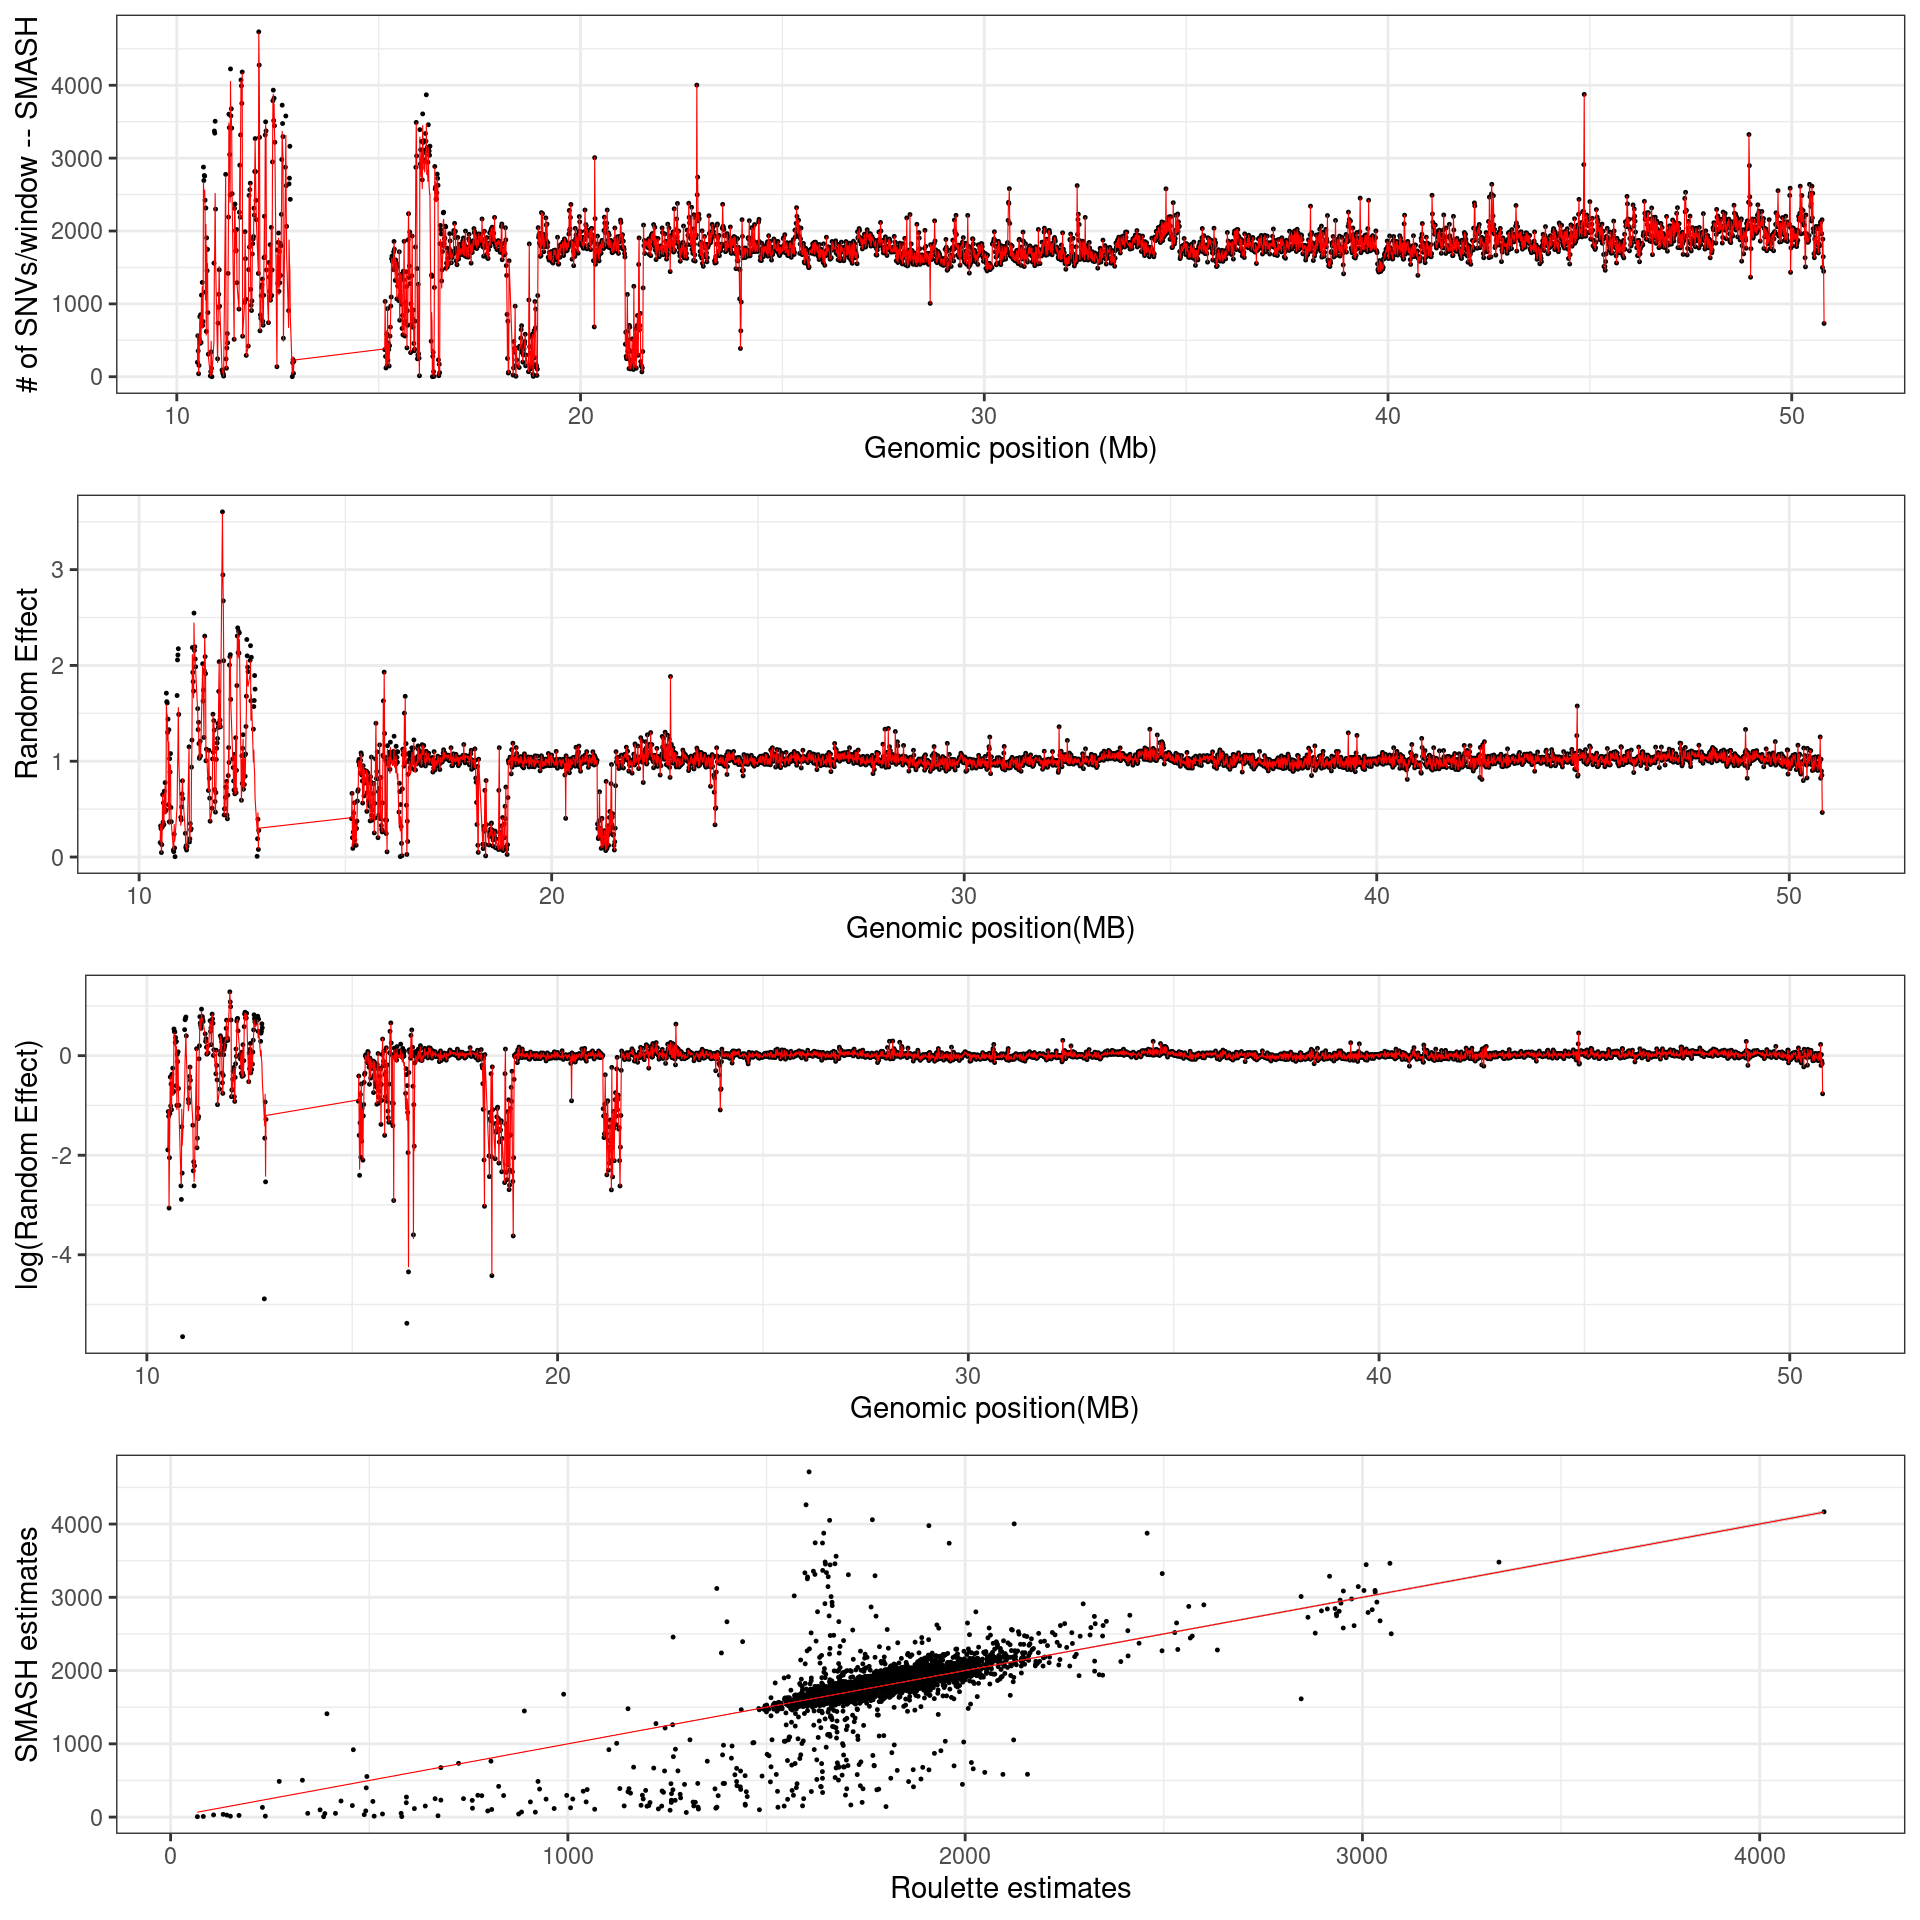 # of SNVs/window -- SMASH
4000
3000
2000
1000
0
10 20 30 40 50
Genomic position (Mb)
Random Effect
3
2
1
0
10 20 30 40 50
Genomic position(MB)
log(Random Effect)
0
-2
-4
10 20 30 40 50
Genomic position(MB)
SMASH estimates
4000
3000
2000
1000
0
0 1000 2000 3000 4000
Roulette estimates